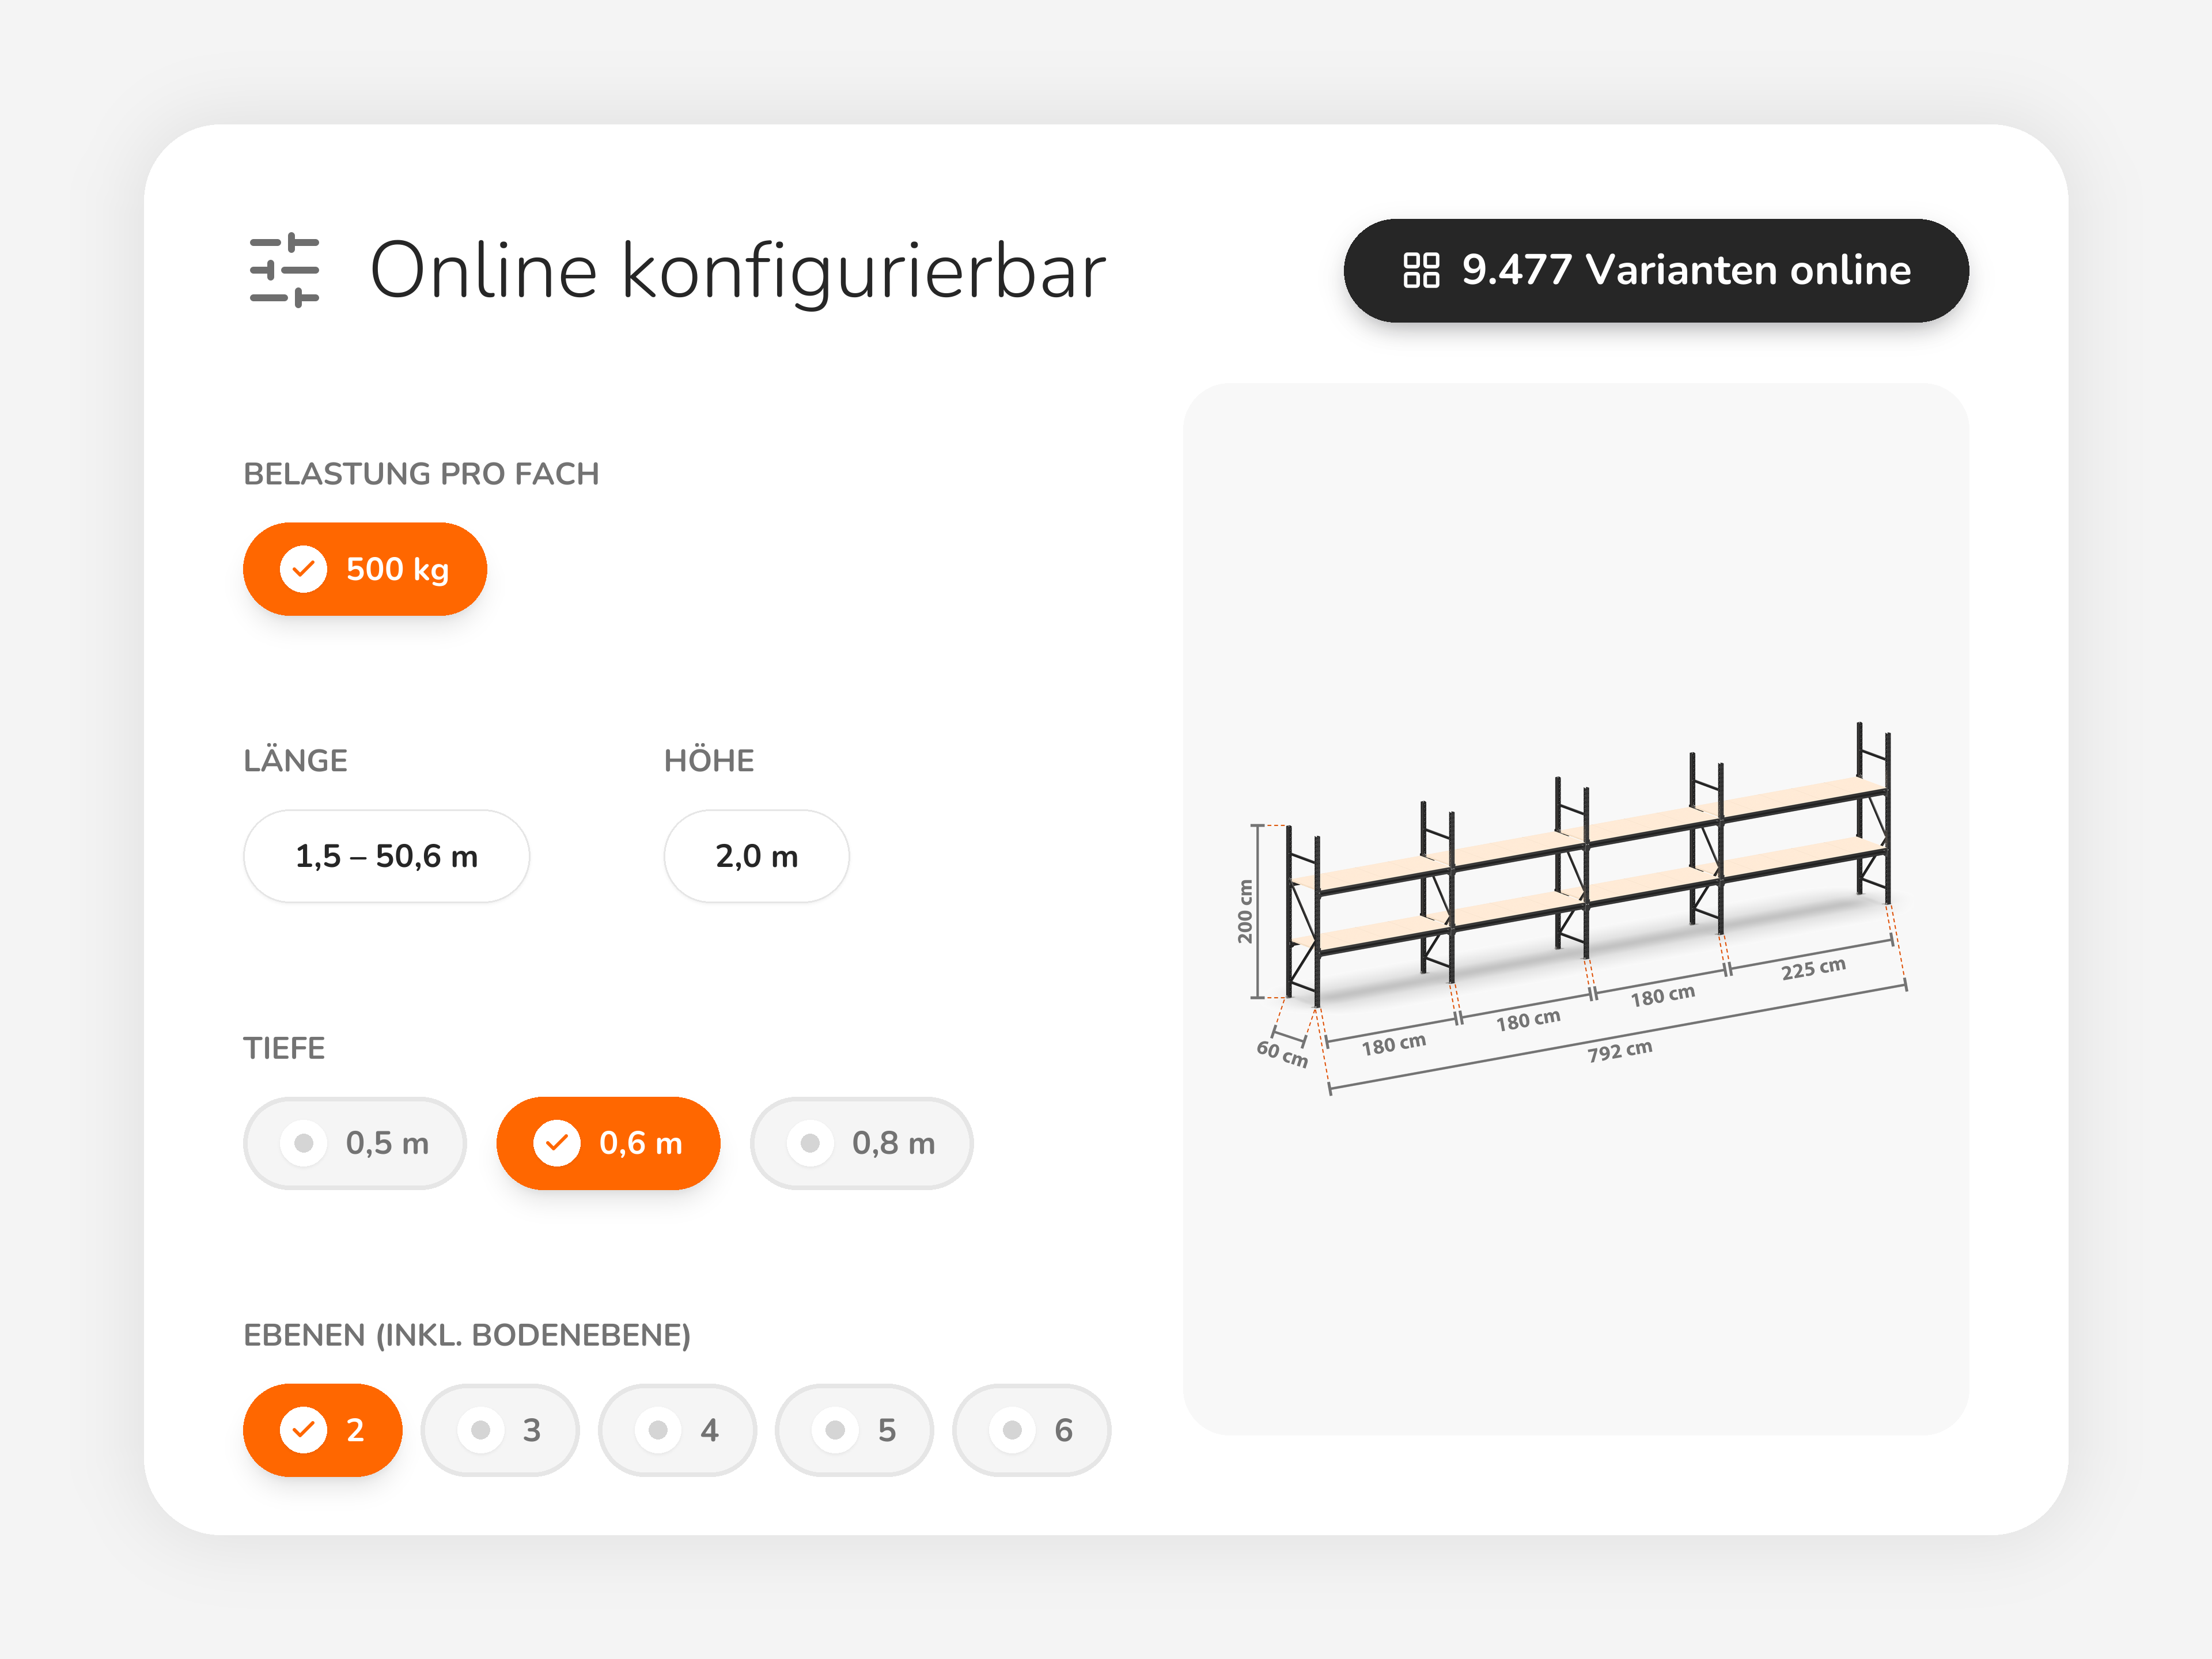 Online konfigurierbar
9.477 Varianten online
BELASTUNG PRO FACH
500 kg
LÄNGE
HÖHE
1,5 – 50,6 m
2,0 m
TIEFE
0,5 m
0,6 m
0,8 m
EBENEN (INKL. BODENEBENE)
2
3
4
5
6
200 cm
60 cm
180 cm
180 cm
180 cm
225 cm
792 cm